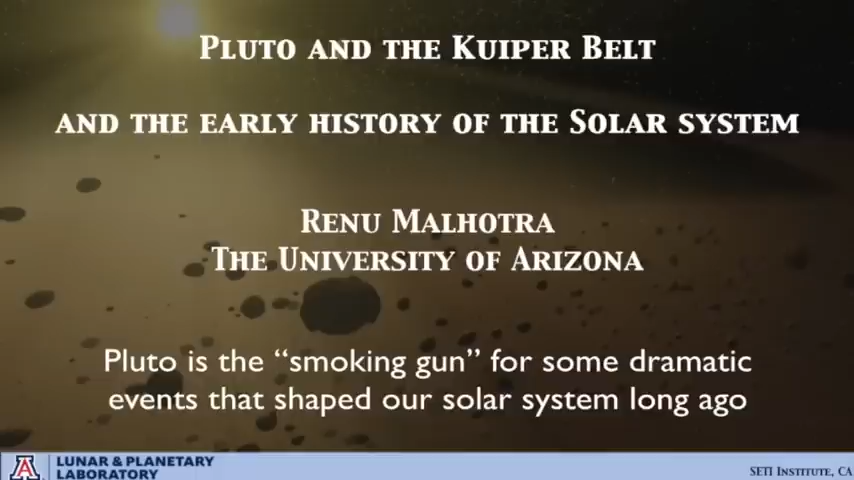 Pluto and the Kuiper Belt
and the early history of the Solar system
Renu Malhotra
The University of Arizona
Pluto is the “smoking gun” for some dramatic
events that shaped our solar system long ago
A
LUNAR & PLANETARY
LABORATORY
SETI Institute, CA